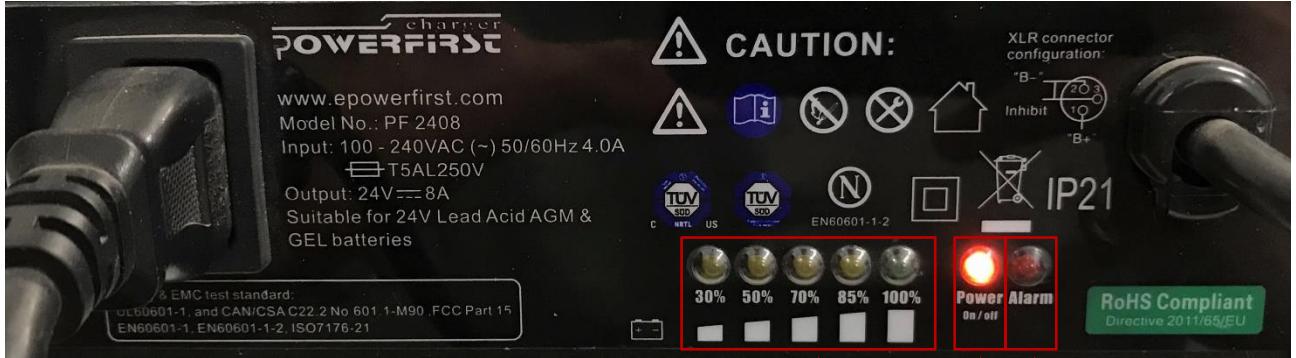 charger
POWERFIRST
www.epowerfirst.com
Model No.: PF 2408
Input: 100 - 240VAC (~) 50/60Hz 4.0A
T5AL250V
Output: 24V⎓8A
Suitable for 24V Lead Acid AGM &
GEL batteries
& EMC test standard:
UL60601-1, and CAN/CSA C22.2 No 601.1-M90 .FCC Part 15
EN60601-1, EN60601-1-2, ISO7176-21
CAUTION:
XLR connector
configuration:
"B-"
2 3
Inhibit
1
"B+"
i
C TÜV SÜD NRTL US
TÜV SÜD
N
EN60601-1-2
IP21
30% 50% 70% 85% 100%
Power Alarm
On / off
+ -
RoHS Compliant
Directive 2011/65/EU